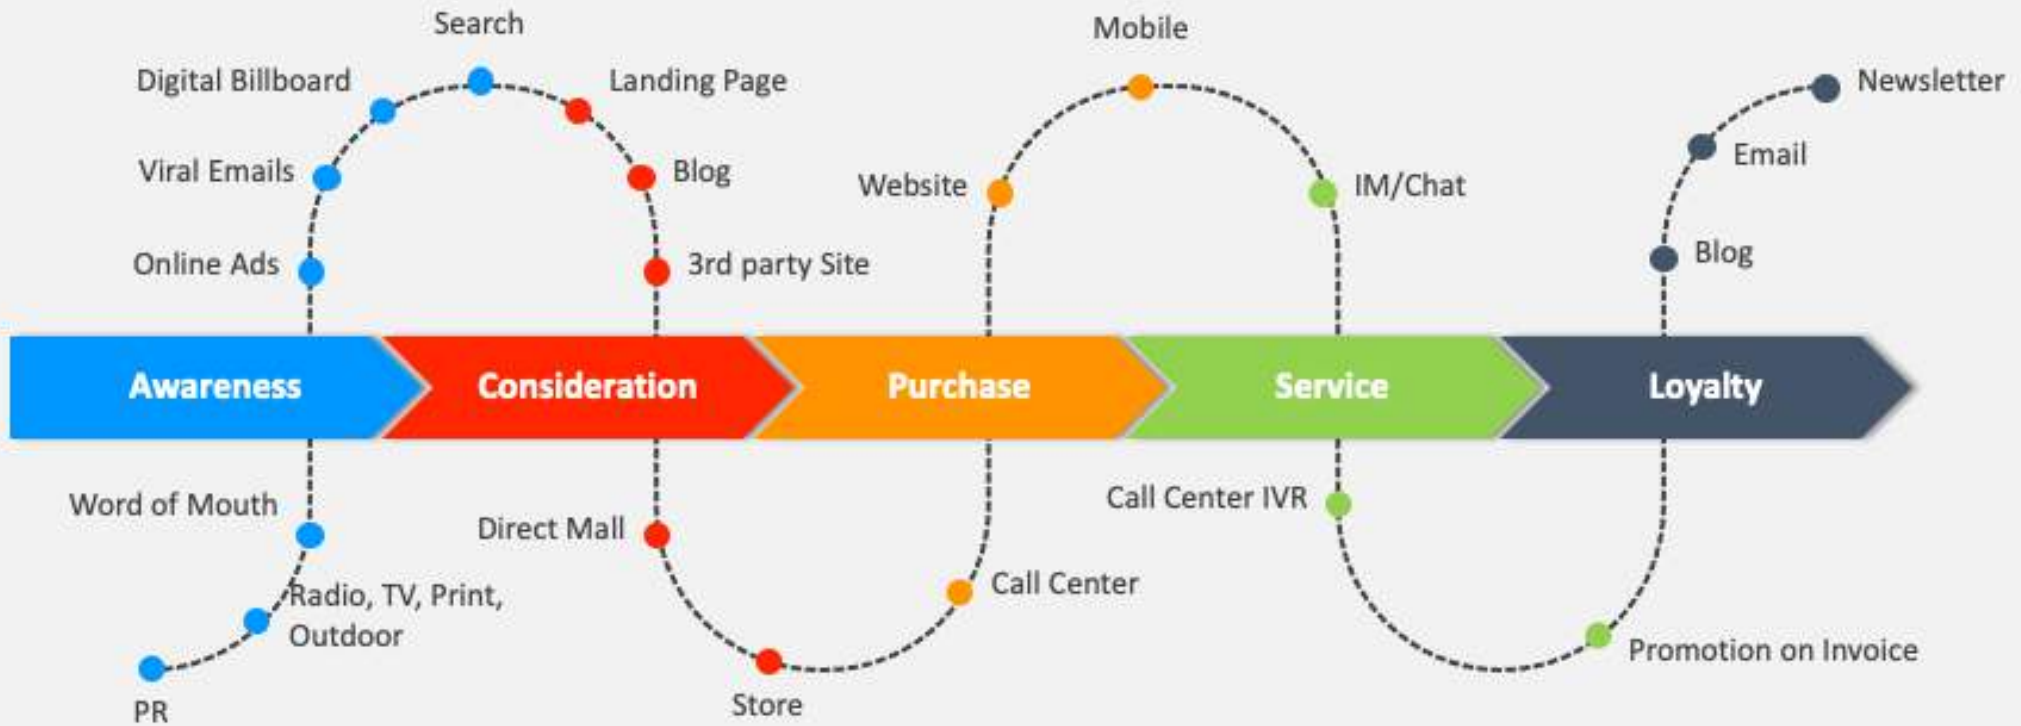 Search
Mobile
Digital Billboard
Landing Page
Newsletter
Viral Emails
Blog
Website
IM/Chat
Email
Online Ads
3rd party Site
Blog
Awareness
Consideration
Purchase
Service
Loyalty
Word of Mouth
Direct Mall
Call Center IVR
Radio, TV, Print,
Outdoor
Call Center
Promotion on Invoice
PR
Store